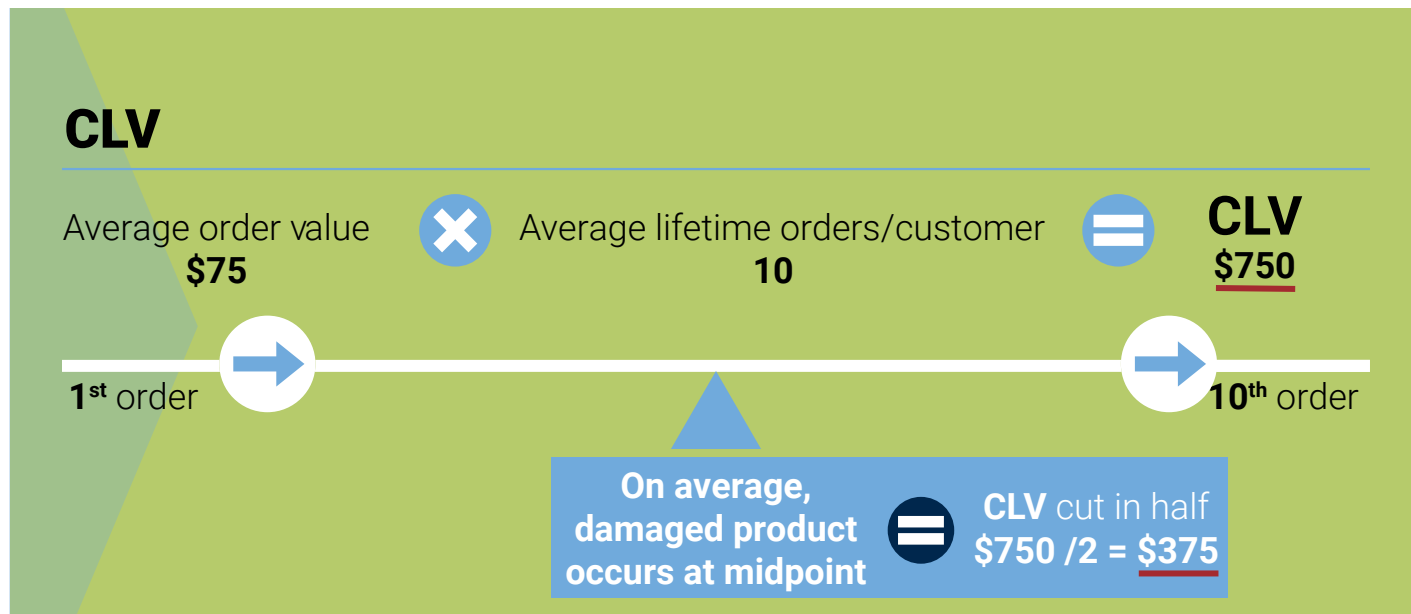 CLV
Average order value
$75
Average lifetime orders/customer
10
CLV
$750
1st order
10th order
On average,
damaged product
occurs at midpoint
CLV cut in half
$750 /2 = $375